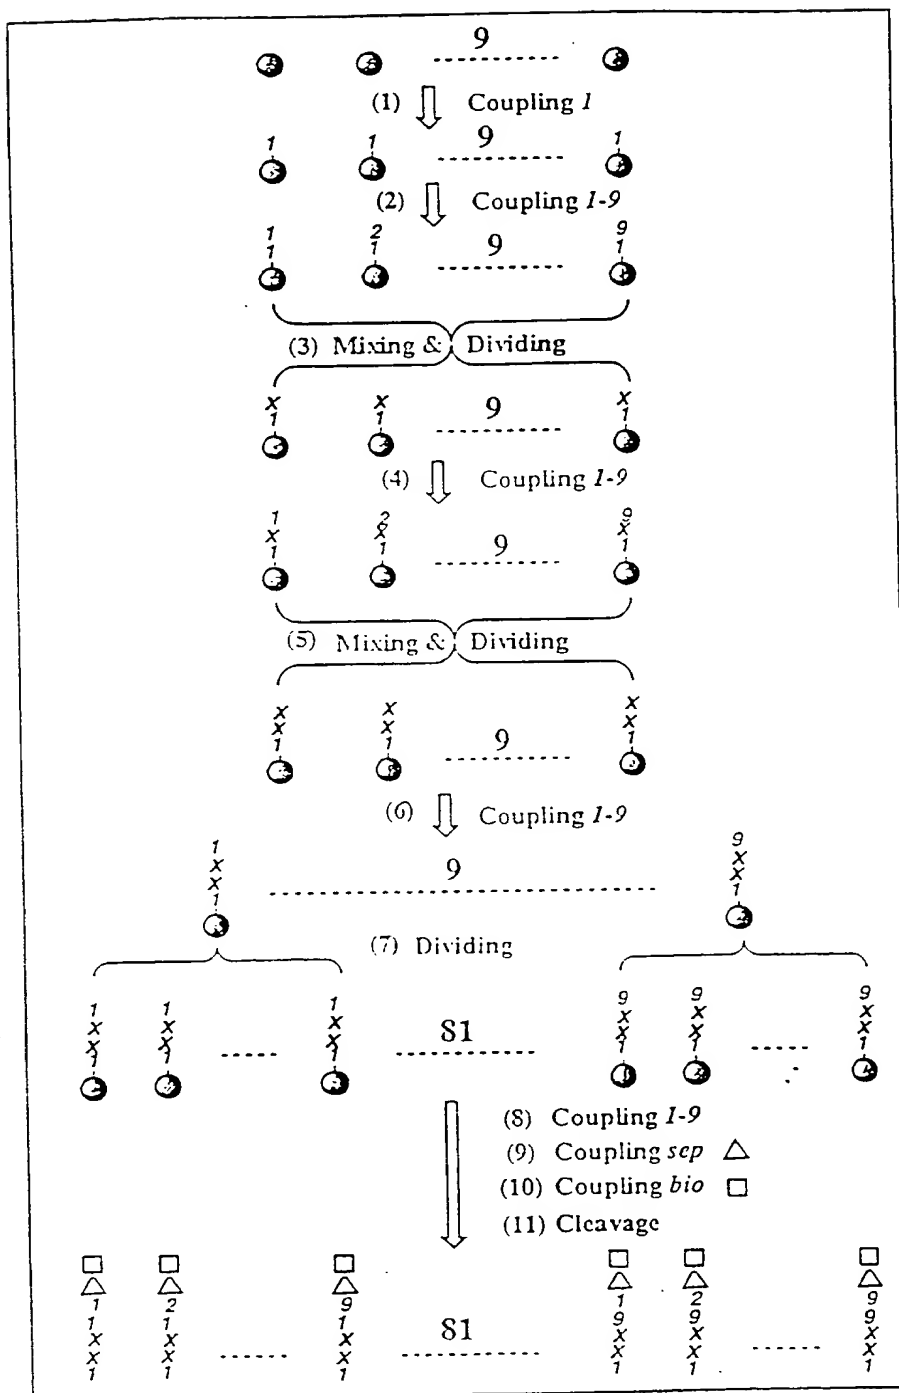 9
(1) Coupling 1
1 1 9 1
(2) Coupling 1-9
1 2 9
1 1 9 1
(3) Mixing & Dividing
x x 9 x
1 1 1
(4) Coupling 1-9
1 2 9
x x 9 x
1 1 1
(5) Mixing & Dividing
x x x
x x 9 x
1 1 1
(6) Coupling 1-9
1 9
x 9 x
x x
1 1
(7) Dividing
1 1 1 9 9 9
x x x x x x
x x x 81 x x x
1 1 1 1 1 1
(8) Coupling 1-9
(9) Coupling sep
(10) Coupling bio
(11) Cleavage
1 2 9 1 2 9
1 1 1 9 9 9
x x x 81 x x x
x x x x x x
1 1 1 1 1 1